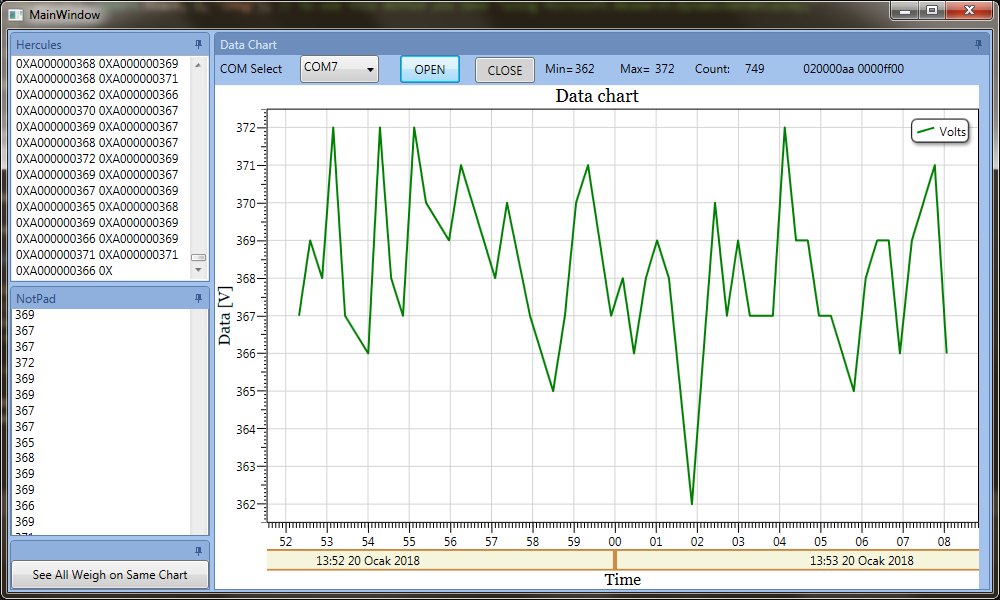 MainWindow
Hercules
0XA000000368 0XA000000369
0XA000000368 0XA000000371
0XA000000362 0XA000000366
0XA000000370 0XA000000367
0XA000000369 0XA000000367
0XA000000368 0XA000000367
0XA000000372 0XA000000369
0XA000000369 0XA000000367
0XA000000367 0XA000000369
0XA000000365 0XA000000368
0XA000000369 0XA000000369
0XA000000366 0XA000000369
0XA000000371 0XA000000371
0XA000000366 0X
NotPad
369
367
367
372
369
369
367
367
365
368
369
369
366
369
371
See All Weigh on Same Chart
Data Chart
COM Select COM7 OPEN CLOSE Min= 362 Max= 372 Count: 749 020000aa 0000ff00
Data chart
Volts
372
371
370
369
368
367
366
365
364
363
362
Data [V]
52 53 54 55 56 57 58 59 00 01 02 03 04 05 06 07 08
13:52 20 Ocak 2018 13:53 20 Ocak 2018
Time